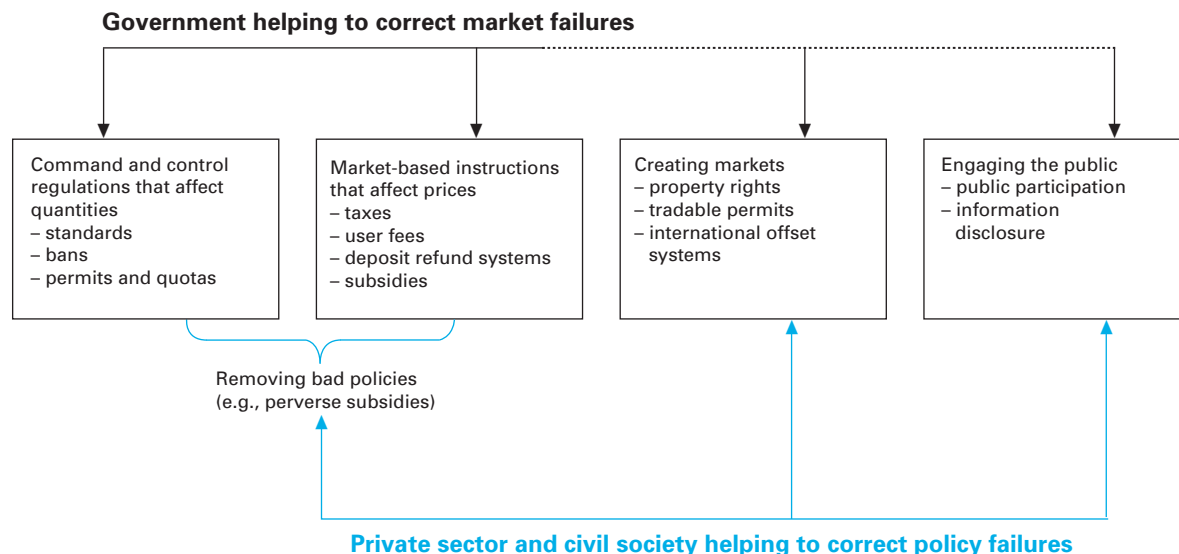 Government helping to correct market failures
Command and control
regulations that affect
quantities
– standards
– bans
– permits and quotas
Market-based instructions
that affect prices
– taxes
– user fees
– deposit refund systems
– subsidies
Creating markets
– property rights
– tradable permits
– international offset
systems
Engaging the public
– public participation
– information
disclosure
Removing bad policies
(e.g., perverse subsidies)
Private sector and civil society helping to correct policy failures